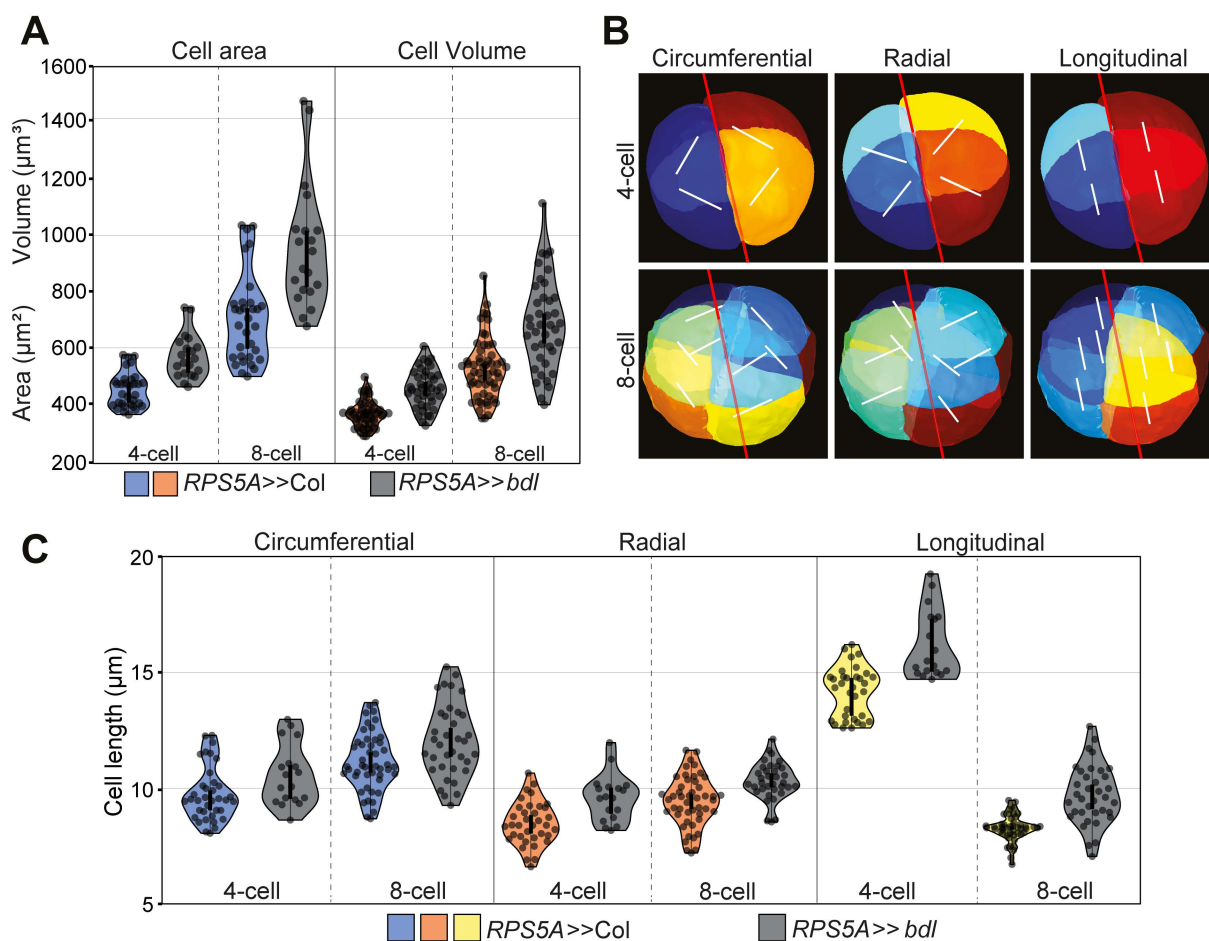 A
Cell area Cell Volume
Area (µm²) Volume (µm³)
1600
1400
1200
1000
800
600
400
200
4-cell 8-cell 4-cell 8-cell
RPS5A>>Col RPS5A>>bdl
B
Circumferential Radial Longitudinal
4-cell
8-cell
C
Circumferential Radial Longitudinal
Cell length (µm)
20
15
10
5
4-cell 8-cell 4-cell 8-cell 4-cell 8-cell
RPS5A>>Col RPS5A>> bdl